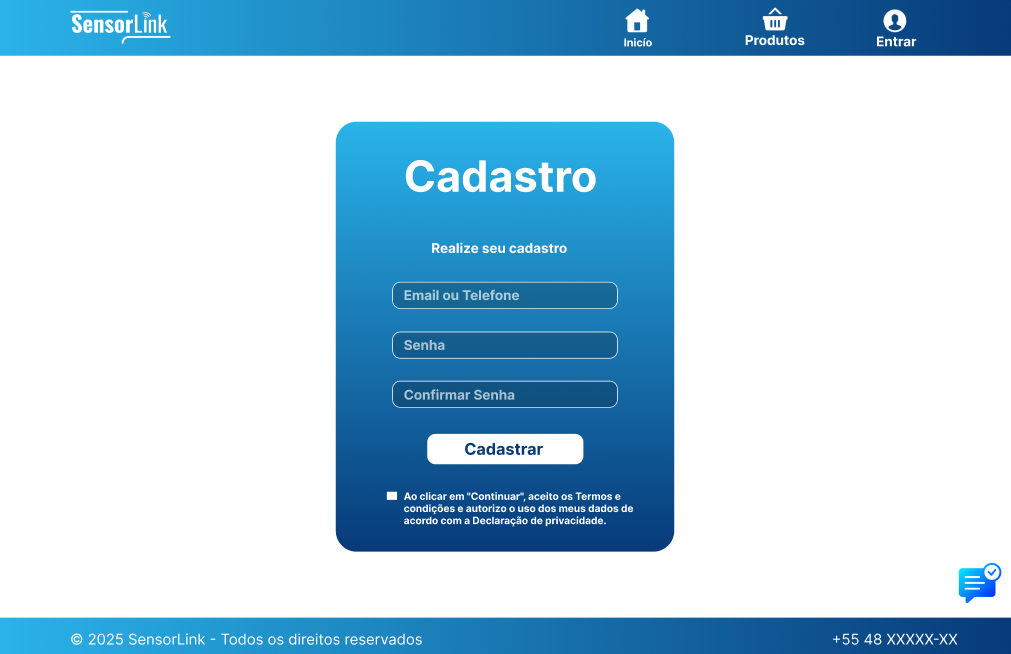 SensorLink
Inicío
Produtos
Entrar
Cadastro
Realize seu cadastro
Email ou Telefone
Senha
Confirmar Senha
Cadastrar
Ao clicar em "Continuar", aceito os Termos e
condições e autorizo o uso dos meus dados de
acordo com a Declaração de privacidade.
© 2025 SensorLink - Todos os direitos reservados
+55 48 XXXXX-XX